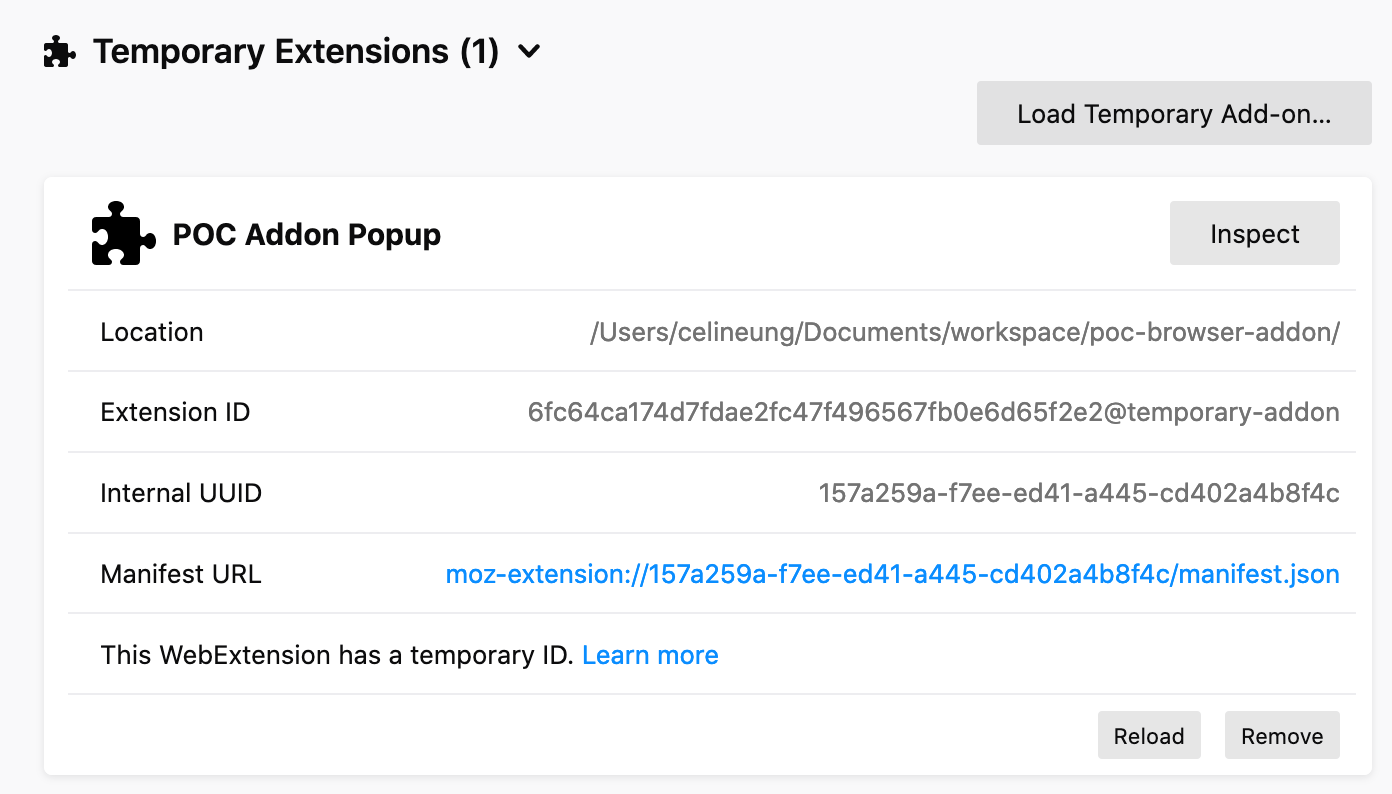 Temporary Extensions (1)
Load Temporary Add-on...
POC Addon Popup
Inspect
Location /Users/celineung/Documents/workspace/poc-browser-addon/
Extension ID 6fc64ca174d7fdae2fc47f496567fb0e6d65f2e2@temporary-addon
Internal UUID 157a259a-f7ee-ed41-a445-cd402a4b8f4c
Manifest URL moz-extension://157a259a-f7ee-ed41-a445-cd402a4b8f4c/manifest.json
This WebExtension has a temporary ID. Learn more
Reload Remove